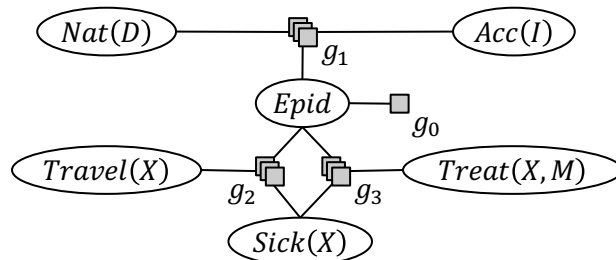 Nat(D) Acc(I)
g₁
Epid
g₀
Travel(X) Treat(X, M)
g₂ g₃
Sick(X)